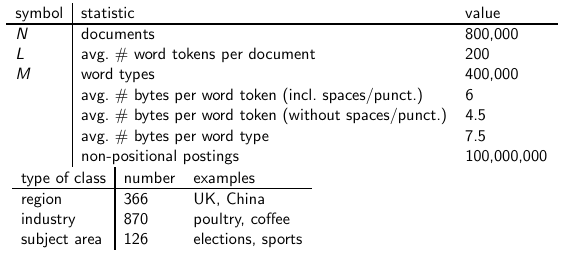 symbol statistic value
N documents 800,000
L avg. # word tokens per document 200
M word types 400,000
avg. # bytes per word token (incl. spaces/punct.) 6
avg. # bytes per word token (without spaces/punct.) 4.5
avg. # bytes per word type 7.5
non-positional postings 100,000,000
type of class number examples
region 366 UK, China
industry 870 poultry, coffee
subject area 126 elections, sports